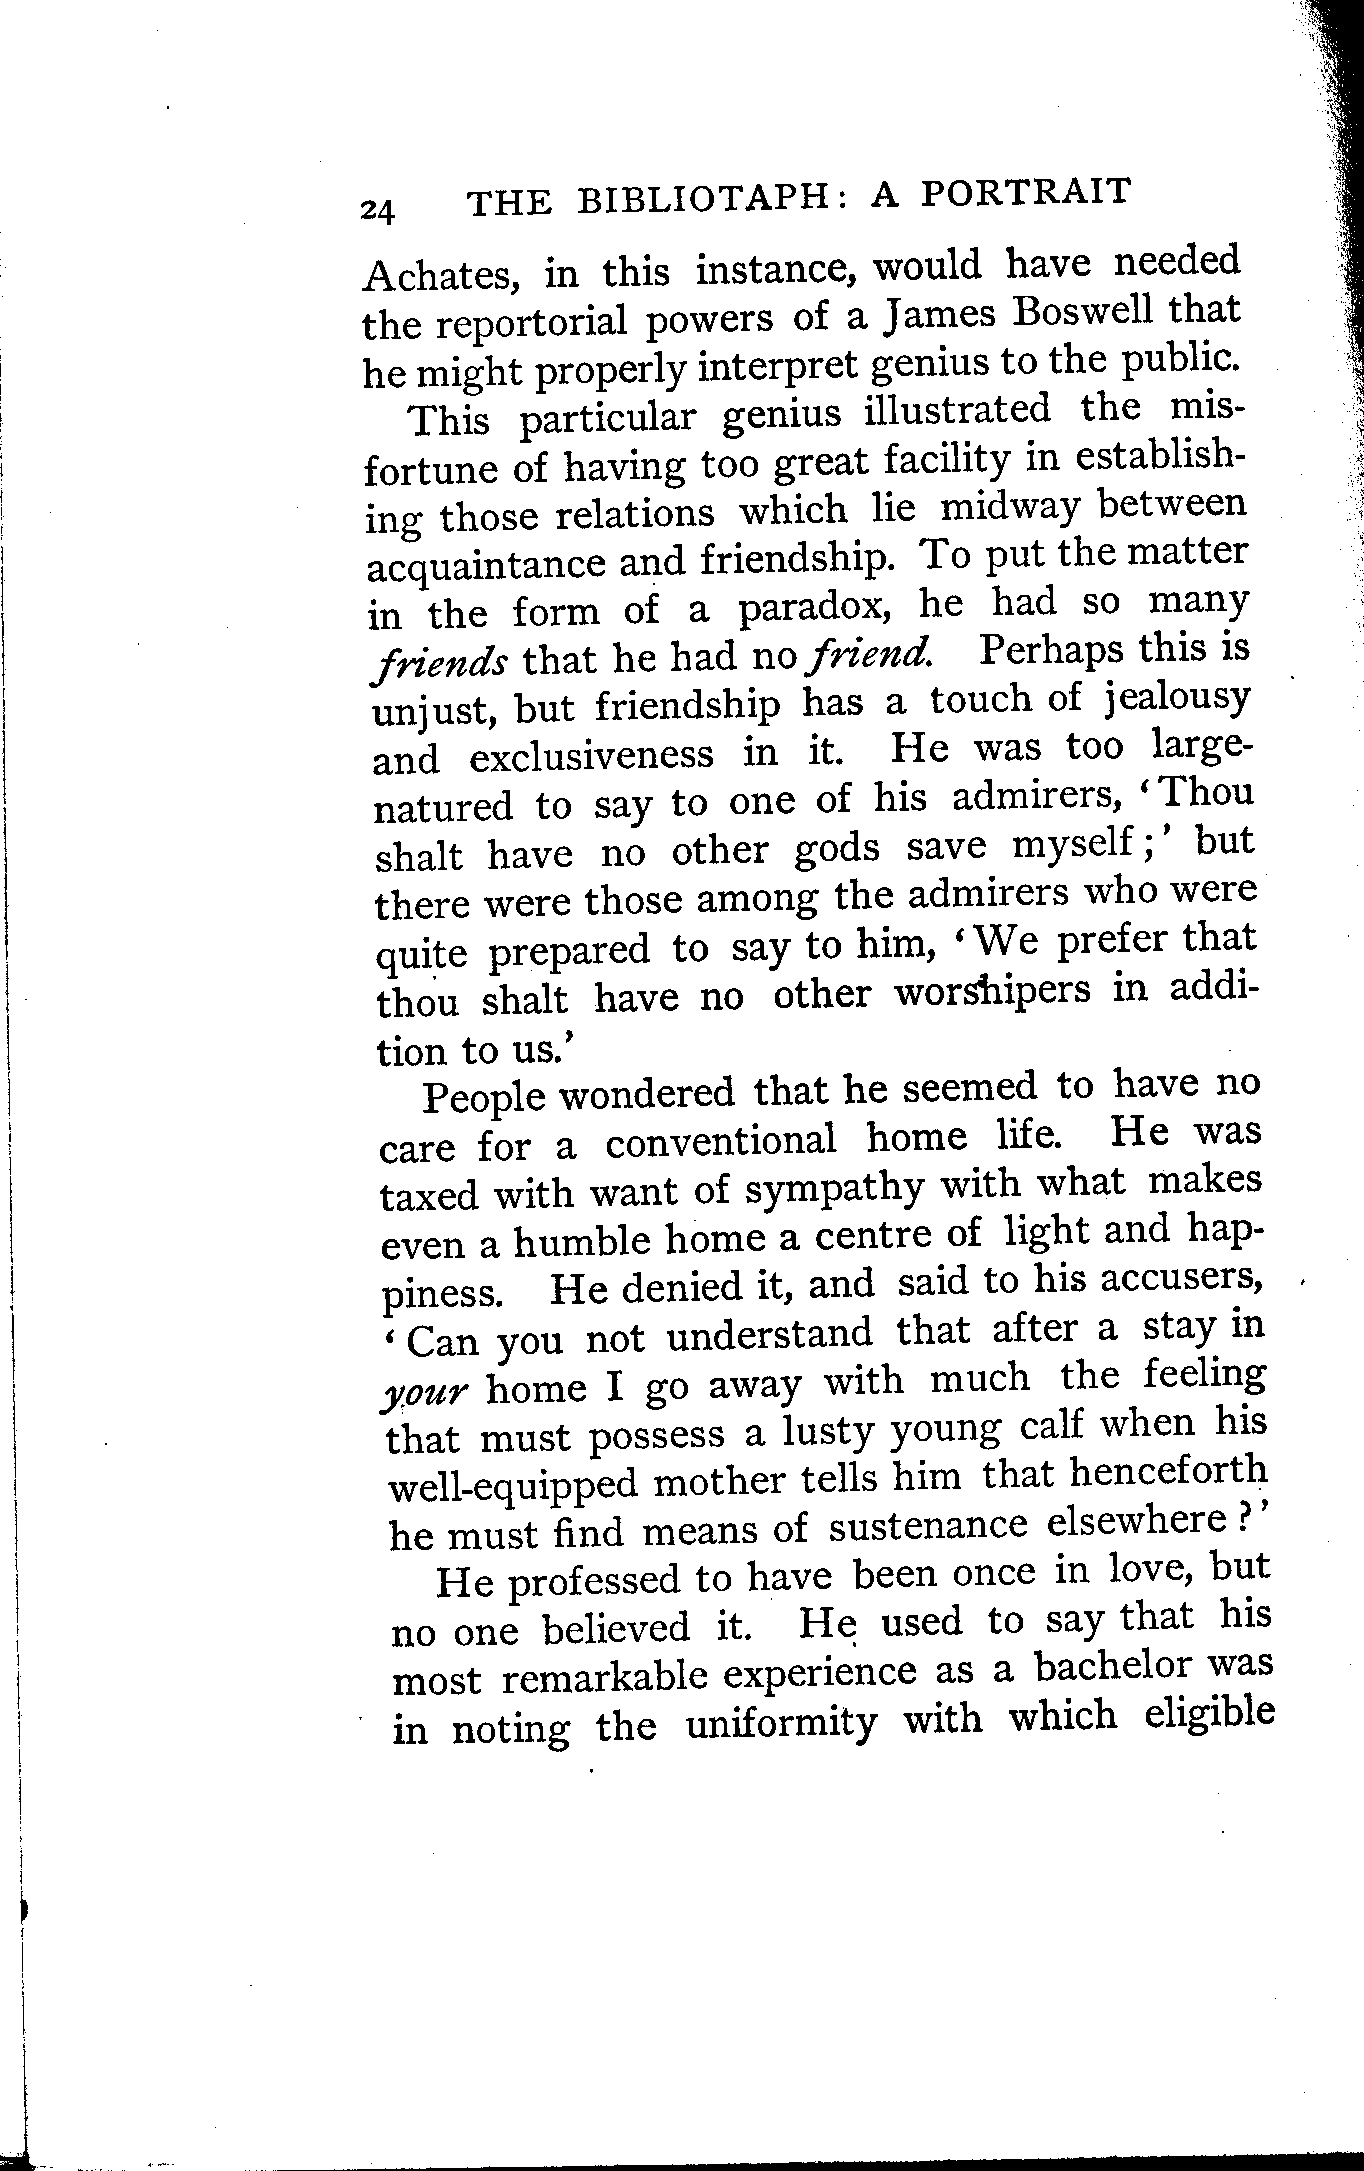 24 THE BIBLIOTAPH: A PORTRAIT
Achates, in this instance, would have needed
the reportorial powers of a James Boswell that
he might properly interpret genius to the public.
This particular genius illustrated the mis-
fortune of having too great facility in establish-
ing those relations which lie midway between
acquaintance and friendship. To put the matter
in the form of a paradox, he had so many
friends that he had no friend. Perhaps this is
unjust, but friendship has a touch of jealousy
and exclusiveness in it. He was too large-
natured to say to one of his admirers, ‘Thou
shalt have no other gods save myself;’ but
there were those among the admirers who were
quite prepared to say to him, ‘We prefer that
thou shalt have no other worshipers in addi-
tion to us.’
People wondered that he seemed to have no
care for a conventional home life. He was
taxed with want of sympathy with what makes
even a humble home a centre of light and hap-
piness. He denied it, and said to his accusers,
‘Can you not understand that after a stay in
your home I go away with much the feeling
that must possess a lusty young calf when his
well-equipped mother tells him that henceforth
he must find means of sustenance elsewhere?’
He professed to have been once in love, but
no one believed it. He used to say that his
most remarkable experience as a bachelor was
in noting the uniformity with which eligible